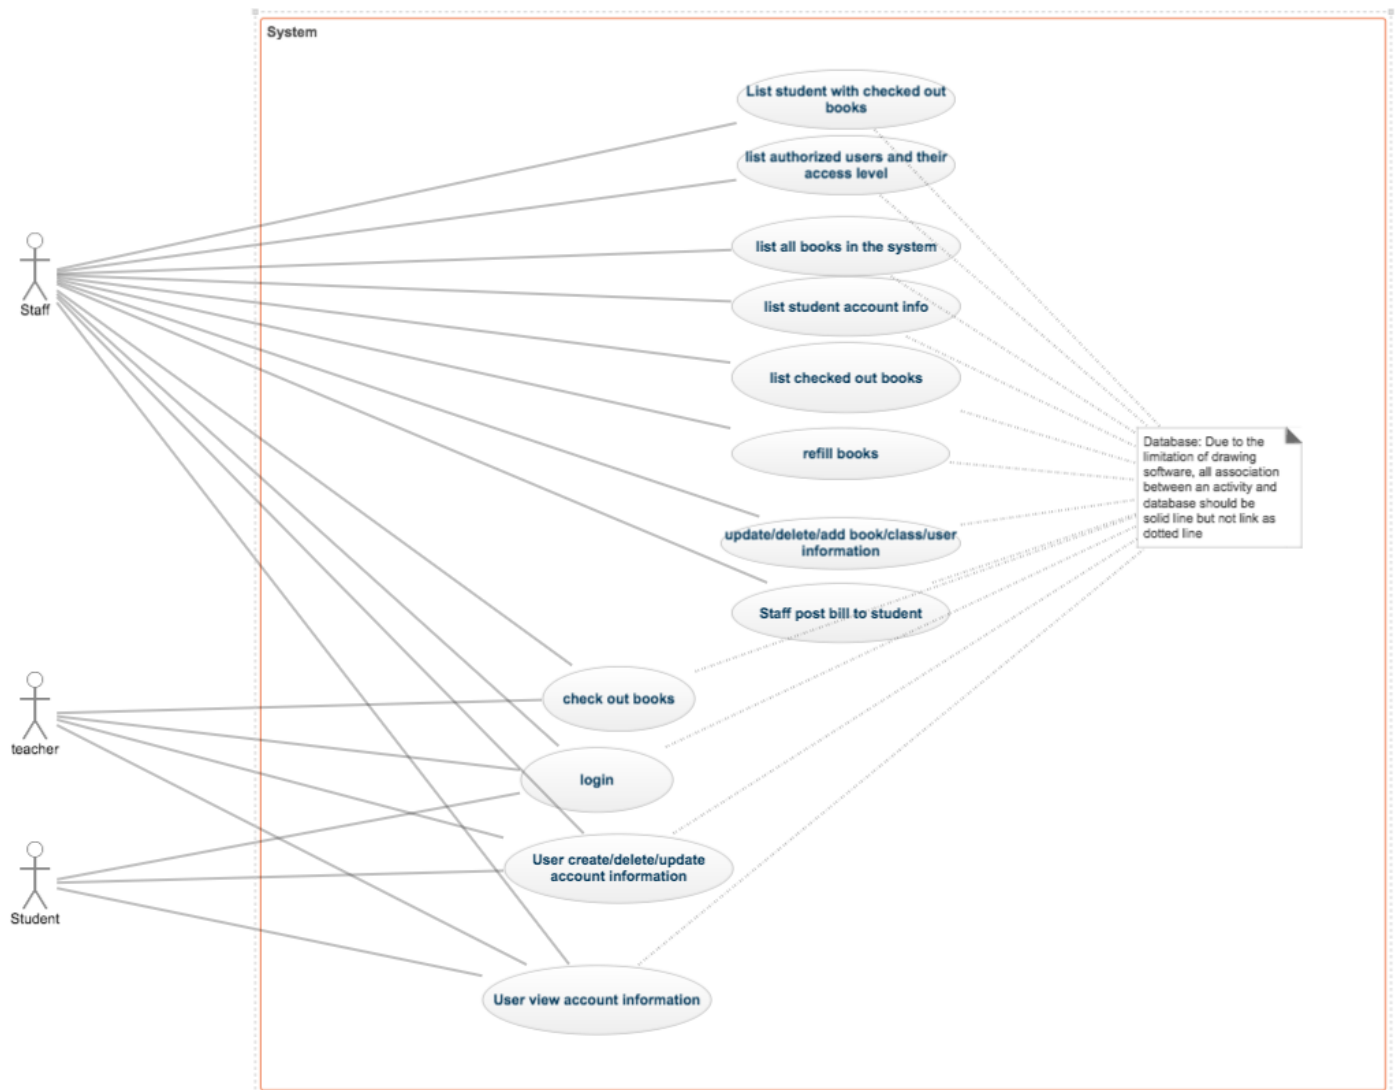 System
List student with checked out
books
list authorized users and their
access level
list all books in the system
list student account info
list checked out books
refill books
update/delete/add book/class/user
information
Staff post bill to student
check out books
login
User create/delete/update
account information
User view account information
Staff
teacher
Student
Database: Due to the
limitation of drawing
software, all association
between an activity and
database should be
solid line but not link as
dotted line